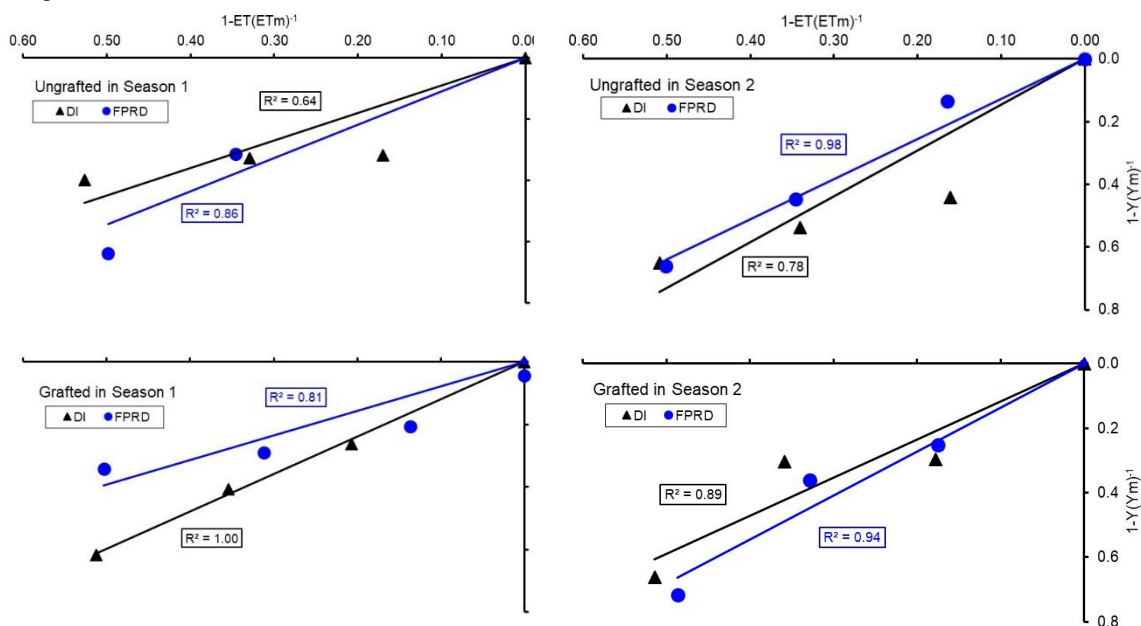 1-ET(ETm)-1
0.60 0.50 0.40 0.30 0.20 0.10 0.00
Ungrafted in Season 1
DI FPRD
R² = 0.64
R² = 0.86
1-ET(ETm)-1
0.60 0.50 0.40 0.30 0.20 0.10 0.00
Ungrafted in Season 2
DI FPRD
R² = 0.98
R² = 0.78
0.0
0.2
0.4
0.6
0.8
1-Y(Ym)-1
Grafted in Season 1
DI FPRD
R² = 0.81
R² = 1.00
Grafted in Season 2
DI FPRD
R² = 0.89
R² = 0.94
0.0
0.2
0.4
0.6
0.8
1-Y(Ym)-1